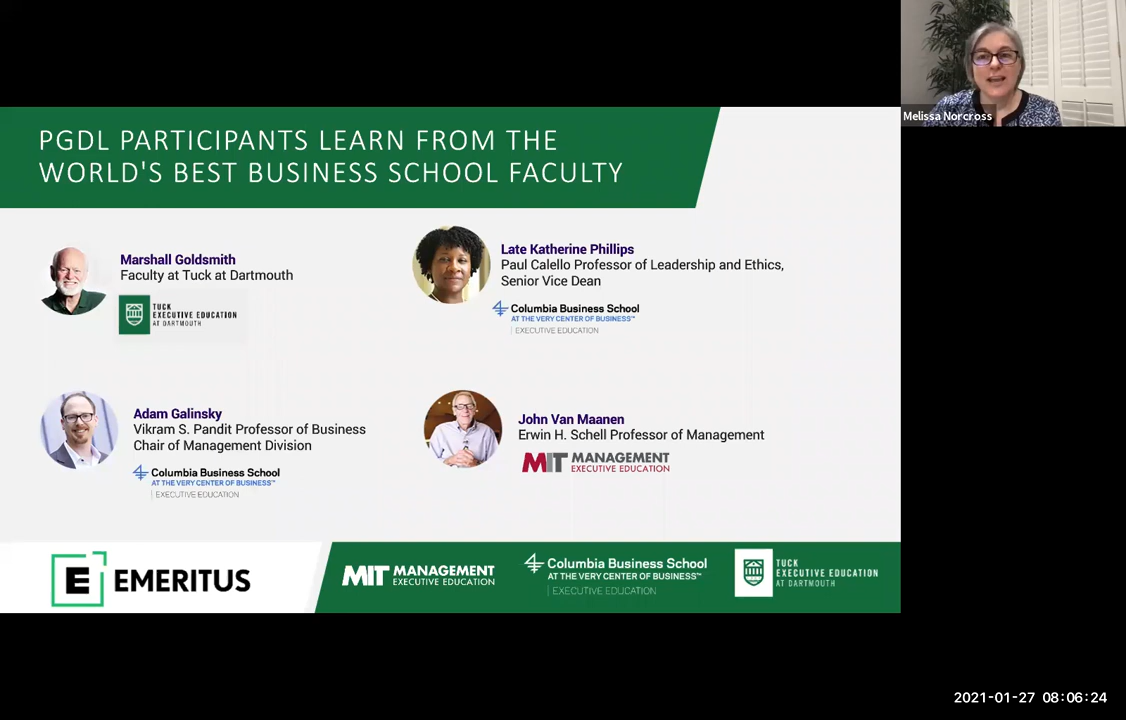 Melissa Norcross
PGDL PARTICIPANTS LEARN FROM THE
WORLD'S BEST BUSINESS SCHOOL FACULTY
Marshall Goldsmith
Faculty at Tuck at Dartmouth
TUCK
EXECUTIVE EDUCATION
AT DARTMOUTH
Late Katherine Phillips
Paul Calello Professor of Leadership and Ethics,
Senior Vice Dean
Columbia Business School
AT THE VERY CENTER OF BUSINESS™
EXECUTIVE EDUCATION
Adam Galinsky
Vikram S. Pandit Professor of Business
Chair of Management Division
Columbia Business School
AT THE VERY CENTER OF BUSINESS™
EXECUTIVE EDUCATION
John Van Maanen
Erwin H. Schell Professor of Management
MIT MANAGEMENT
EXECUTIVE EDUCATION
E EMERITUS
MIT MANAGEMENT
EXECUTIVE EDUCATION
Columbia Business School
AT THE VERY CENTER OF BUSINESS™
EXECUTIVE EDUCATION
TUCK
EXECUTIVE EDUCATION
AT DARTMOUTH
2021-01-27 08:06:24